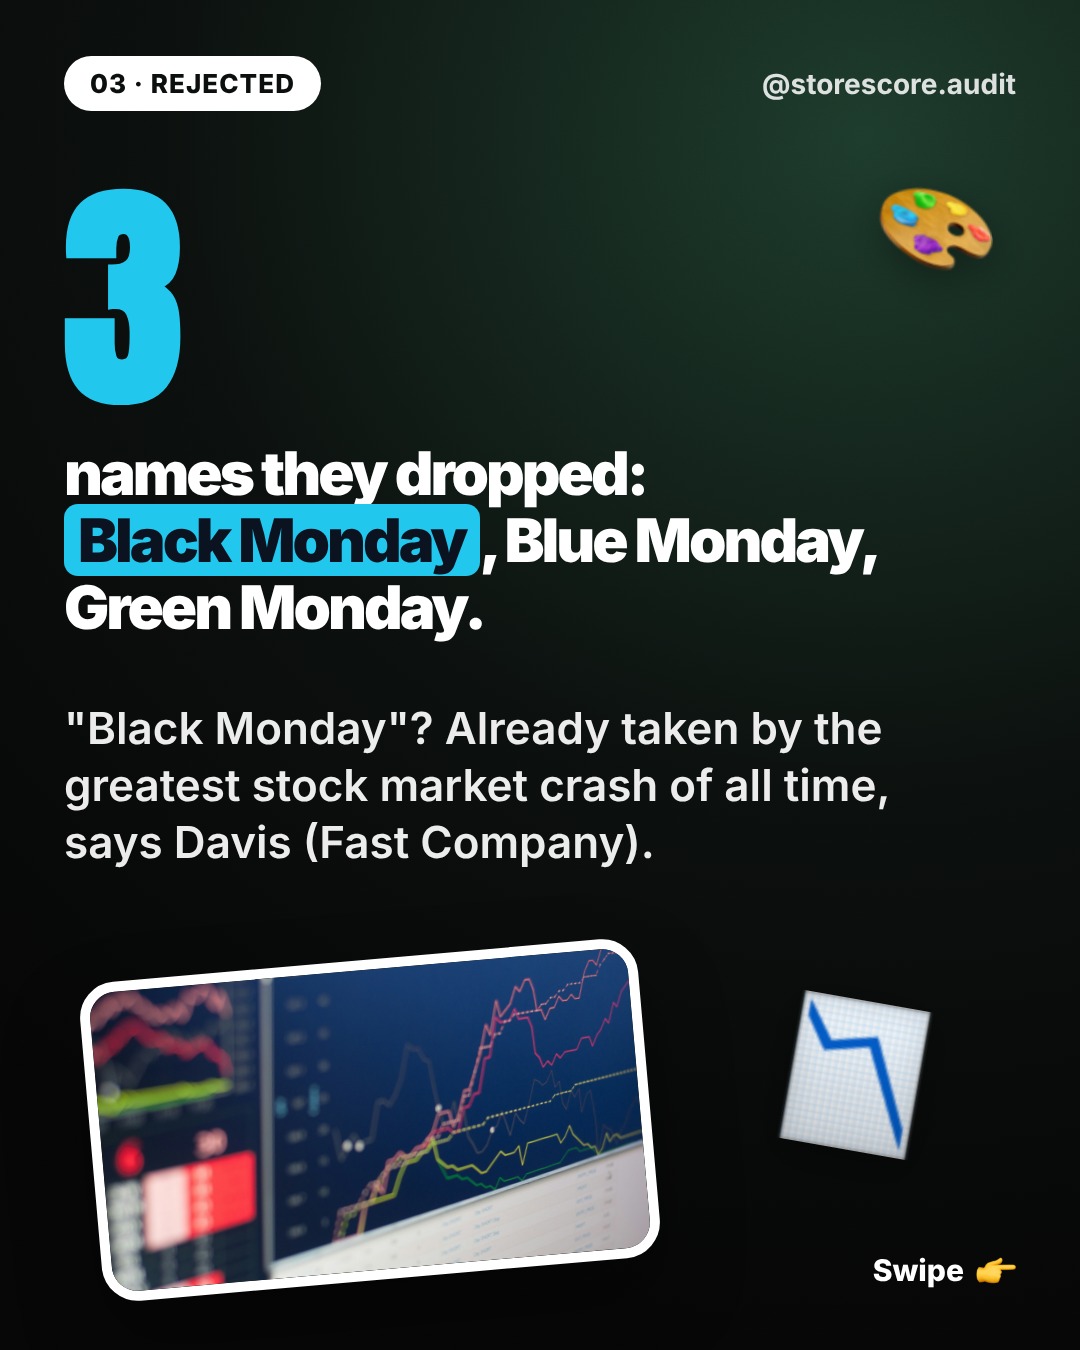 03 · REJECTED
@storescore.audit
3
names they dropped:
Black Monday, Blue Monday,
Green Monday.
"Black Monday"? Already taken by the
greatest stock market crash of all time,
says Davis (Fast Company).
Swipe 👉